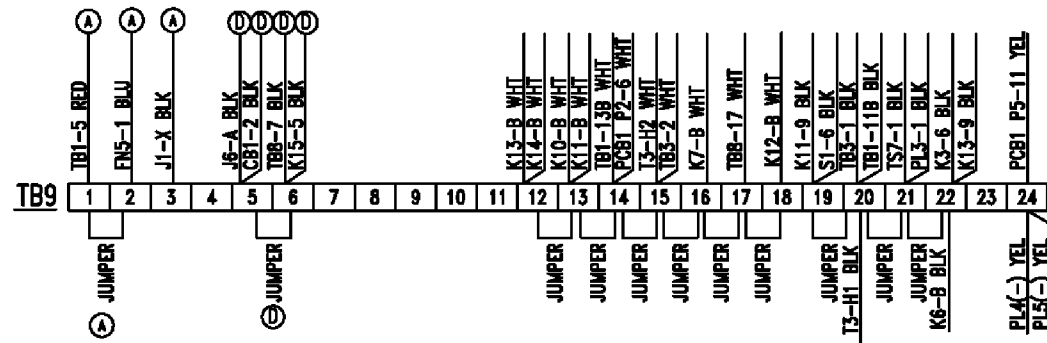 A A A D D D D
TB1-5 RED
FN5-1 BLU
J1-X BLK
J6-A BLK
CB1-2 BLK
TB8-7 BLK
K15-5 BLK
K13-B WHT
K14-B WHT
K10-B WHT
K11-B WHT
TB1-13B WHT
PCB1 P2-6 WHT
T3-H2 WHT
TB3-2 WHT
K7-B WHT
TB8-17 WHT
K12-B WHT
K11-9 BLK
S1-6 BLK
TB3-1 BLK
TB1-11B BLK
TS7-1 BLK
PL3-1 BLK
K3-6 BLK
K13-9 BLK
PCB1 P5-11 YEL
TB9 1 2 3 4 5 6 7 8 9 10 11 12 13 14 15 16 17 18 19 20 21 22 23 24
JUMPER
JUMPER
JUMPER
JUMPER
JUMPER
JUMPER
JUMPER
JUMPER
JUMPER
T3-H1 BLK
JUMPER
JUMPER
K6-B BLK
PL4(-) YEL
PL5(-) YEL
A D